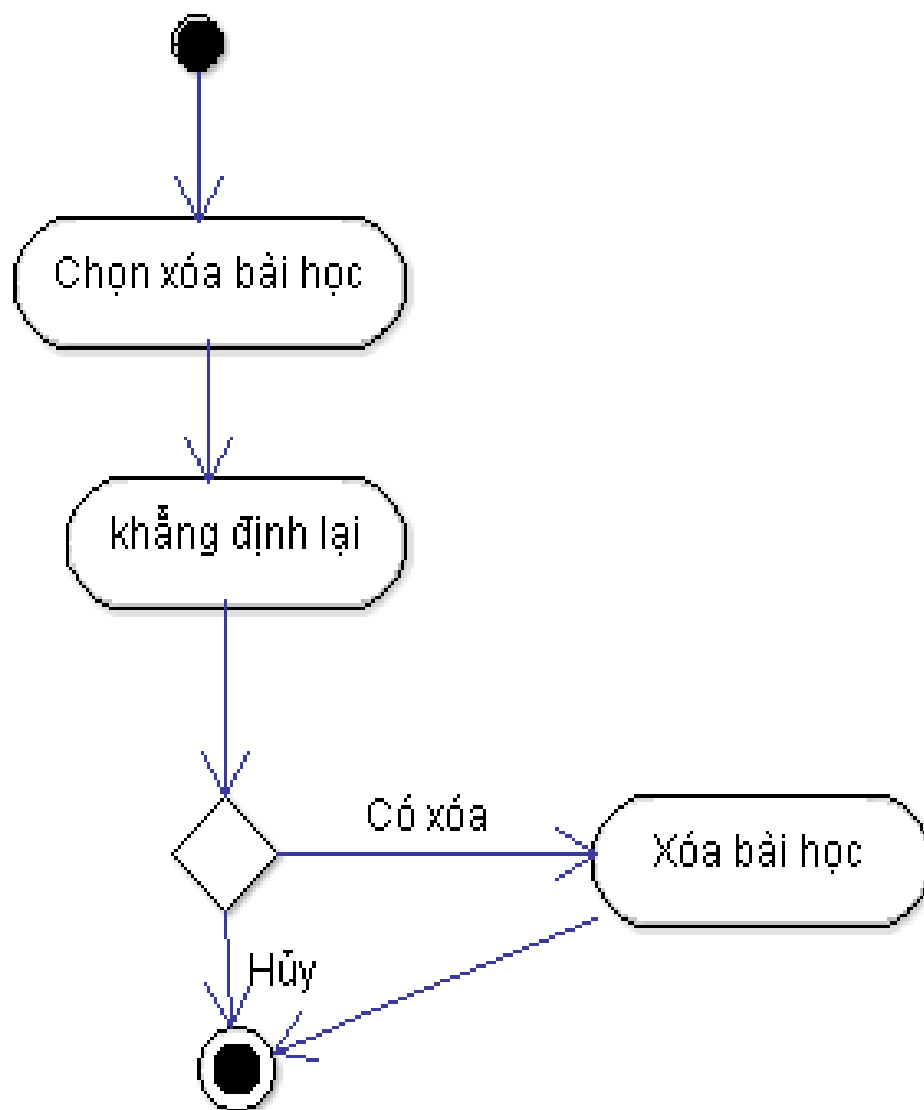 Chọn xóa bài học
khẳng định lại
Có xóa
Xóa bài học
Hủy